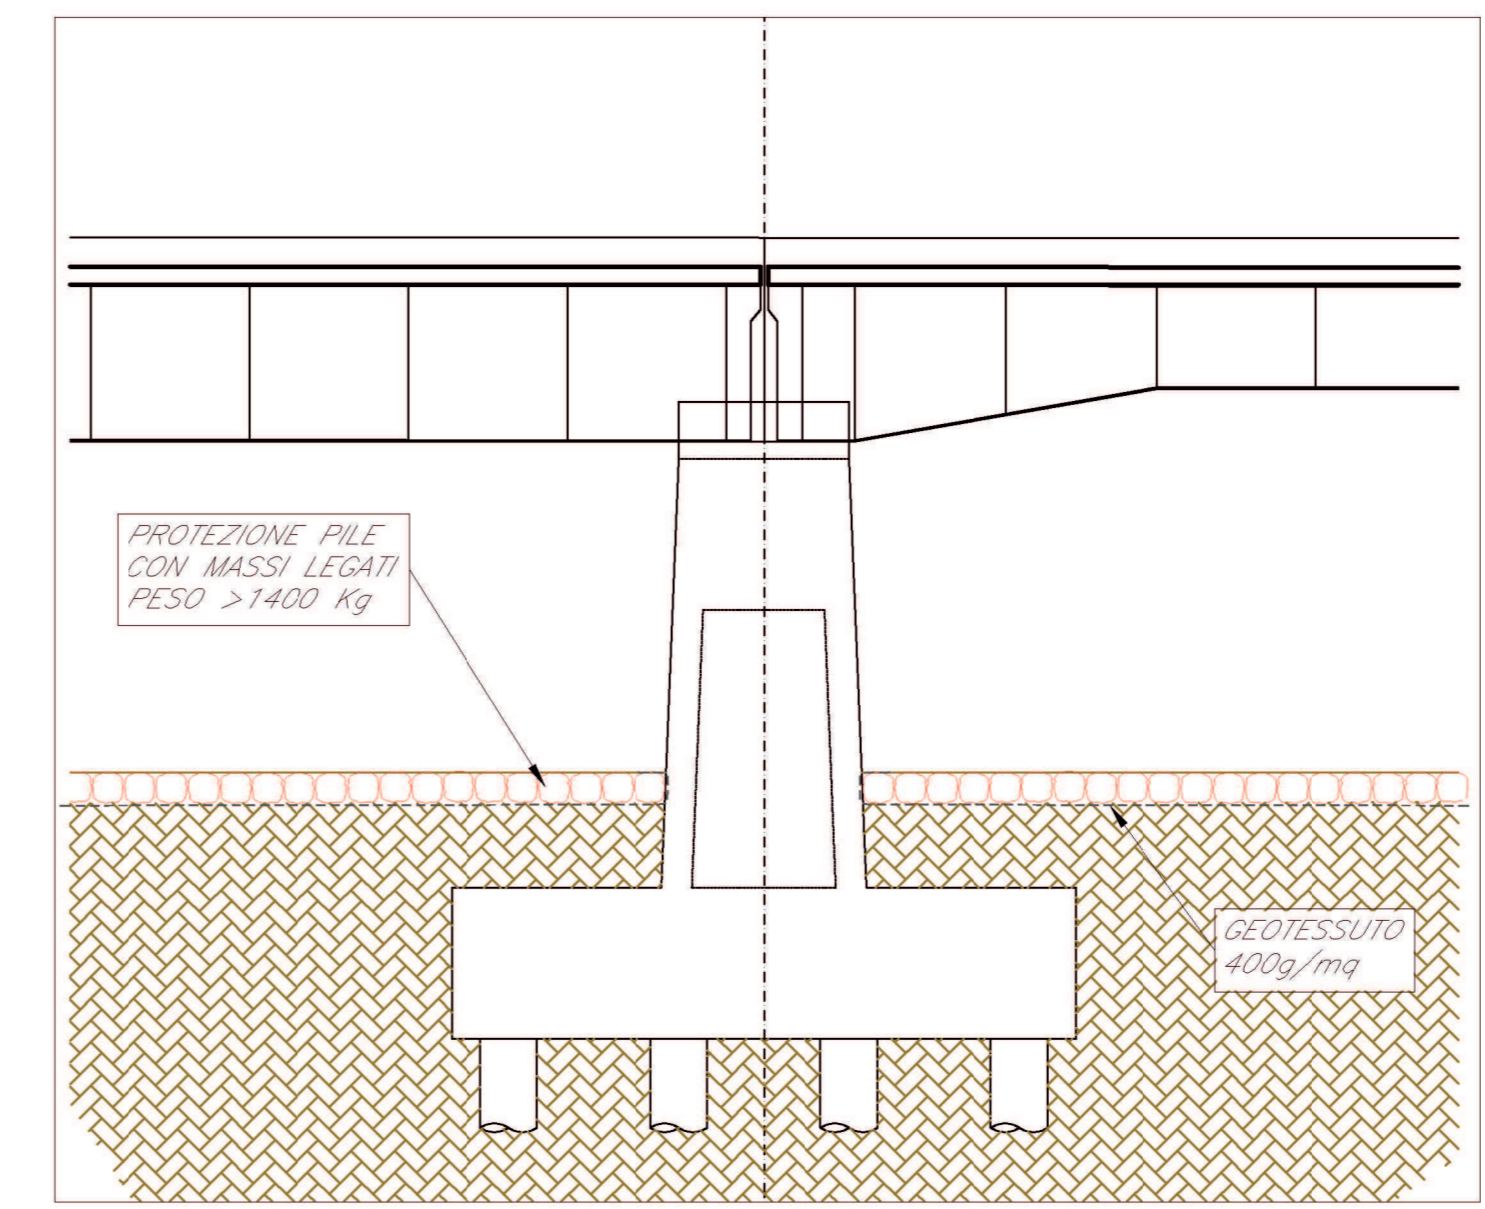 PROTEZIONE PILE
CON MASSI LEGATI
PESO >1400 Kg
GEOTESSUTO
400g/mq